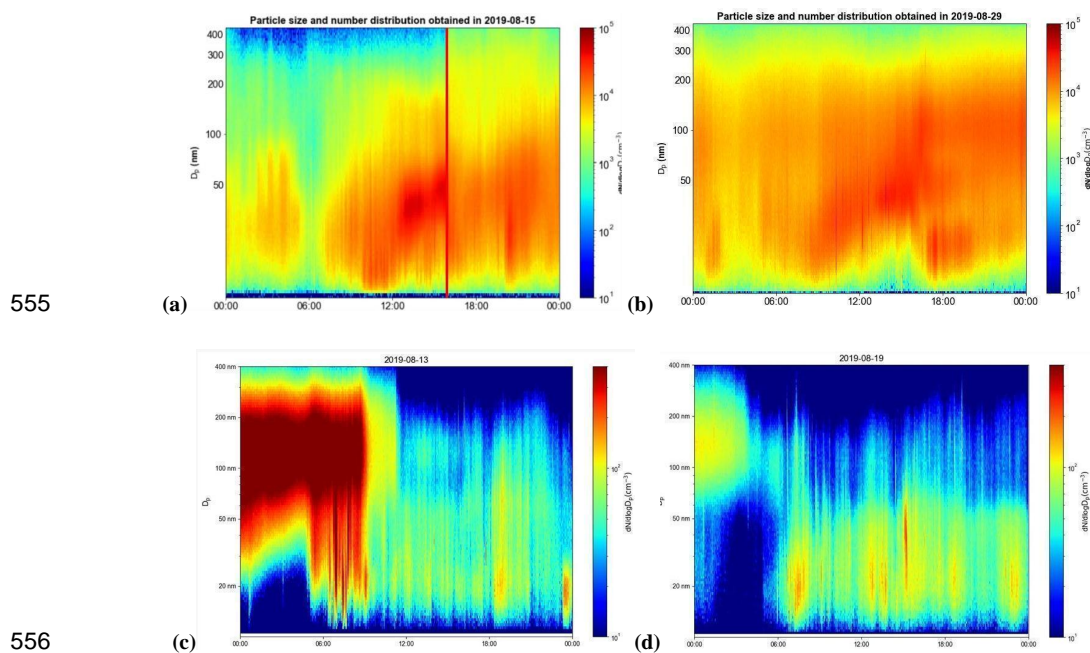 Particle size and number distribution obtained in 2019-08-15
Particle size and number distribution obtained in 2019-08-29
400
300
200
100
50
Dp (nm)
00:00 06:00 12:00 18:00 00:00
10^5
10^4
10^3
10^2
10^1
(cm^-3)
400
300
200
100
50
Dp (nm)
00:00 06:00 12:00 18:00 00:00
10^5
10^4
10^3
10^2
10^1
(cm^-3)
555 (a) (b)
2019-08-13
2019-08-19
400 nm
200 nm
100 nm
50 nm
20 nm
Dp
00:00 06:00 12:00 18:00 00:00
10^2
10^1
dN/dlogDp(cm^-3)
400 nm
200 nm
100 nm
50 nm
20 nm
00:00 06:00 12:00 18:00 00:00
10^2
10^1
dN/dlogDp(cm^-3)
556 (c) (d)